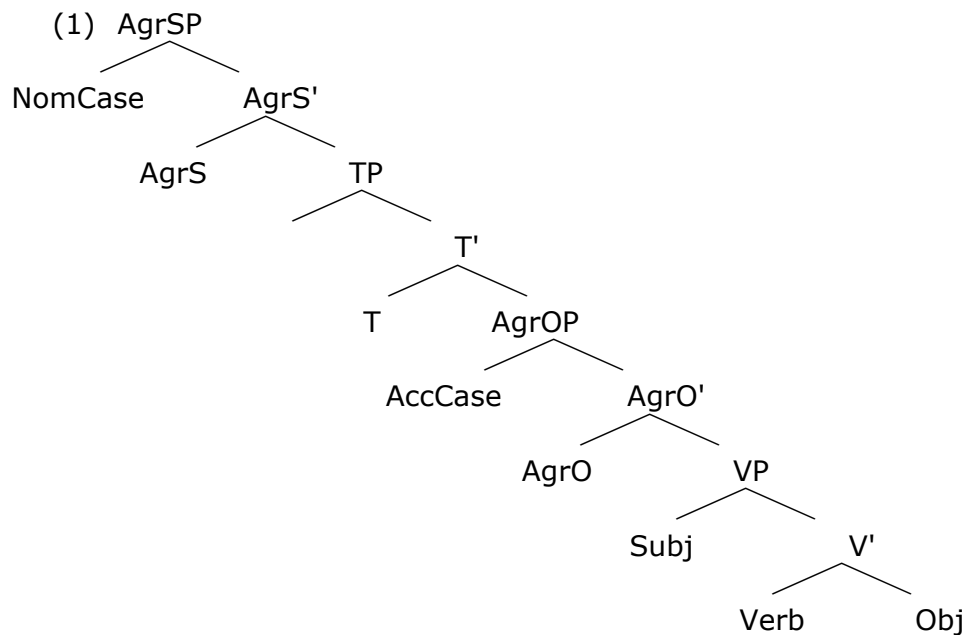 (1) AgrSP
NomCase AgrS'
AgrS TP
T'
T AgrOP
AccCase AgrO'
AgrO VP
Subj V'
Verb Obj